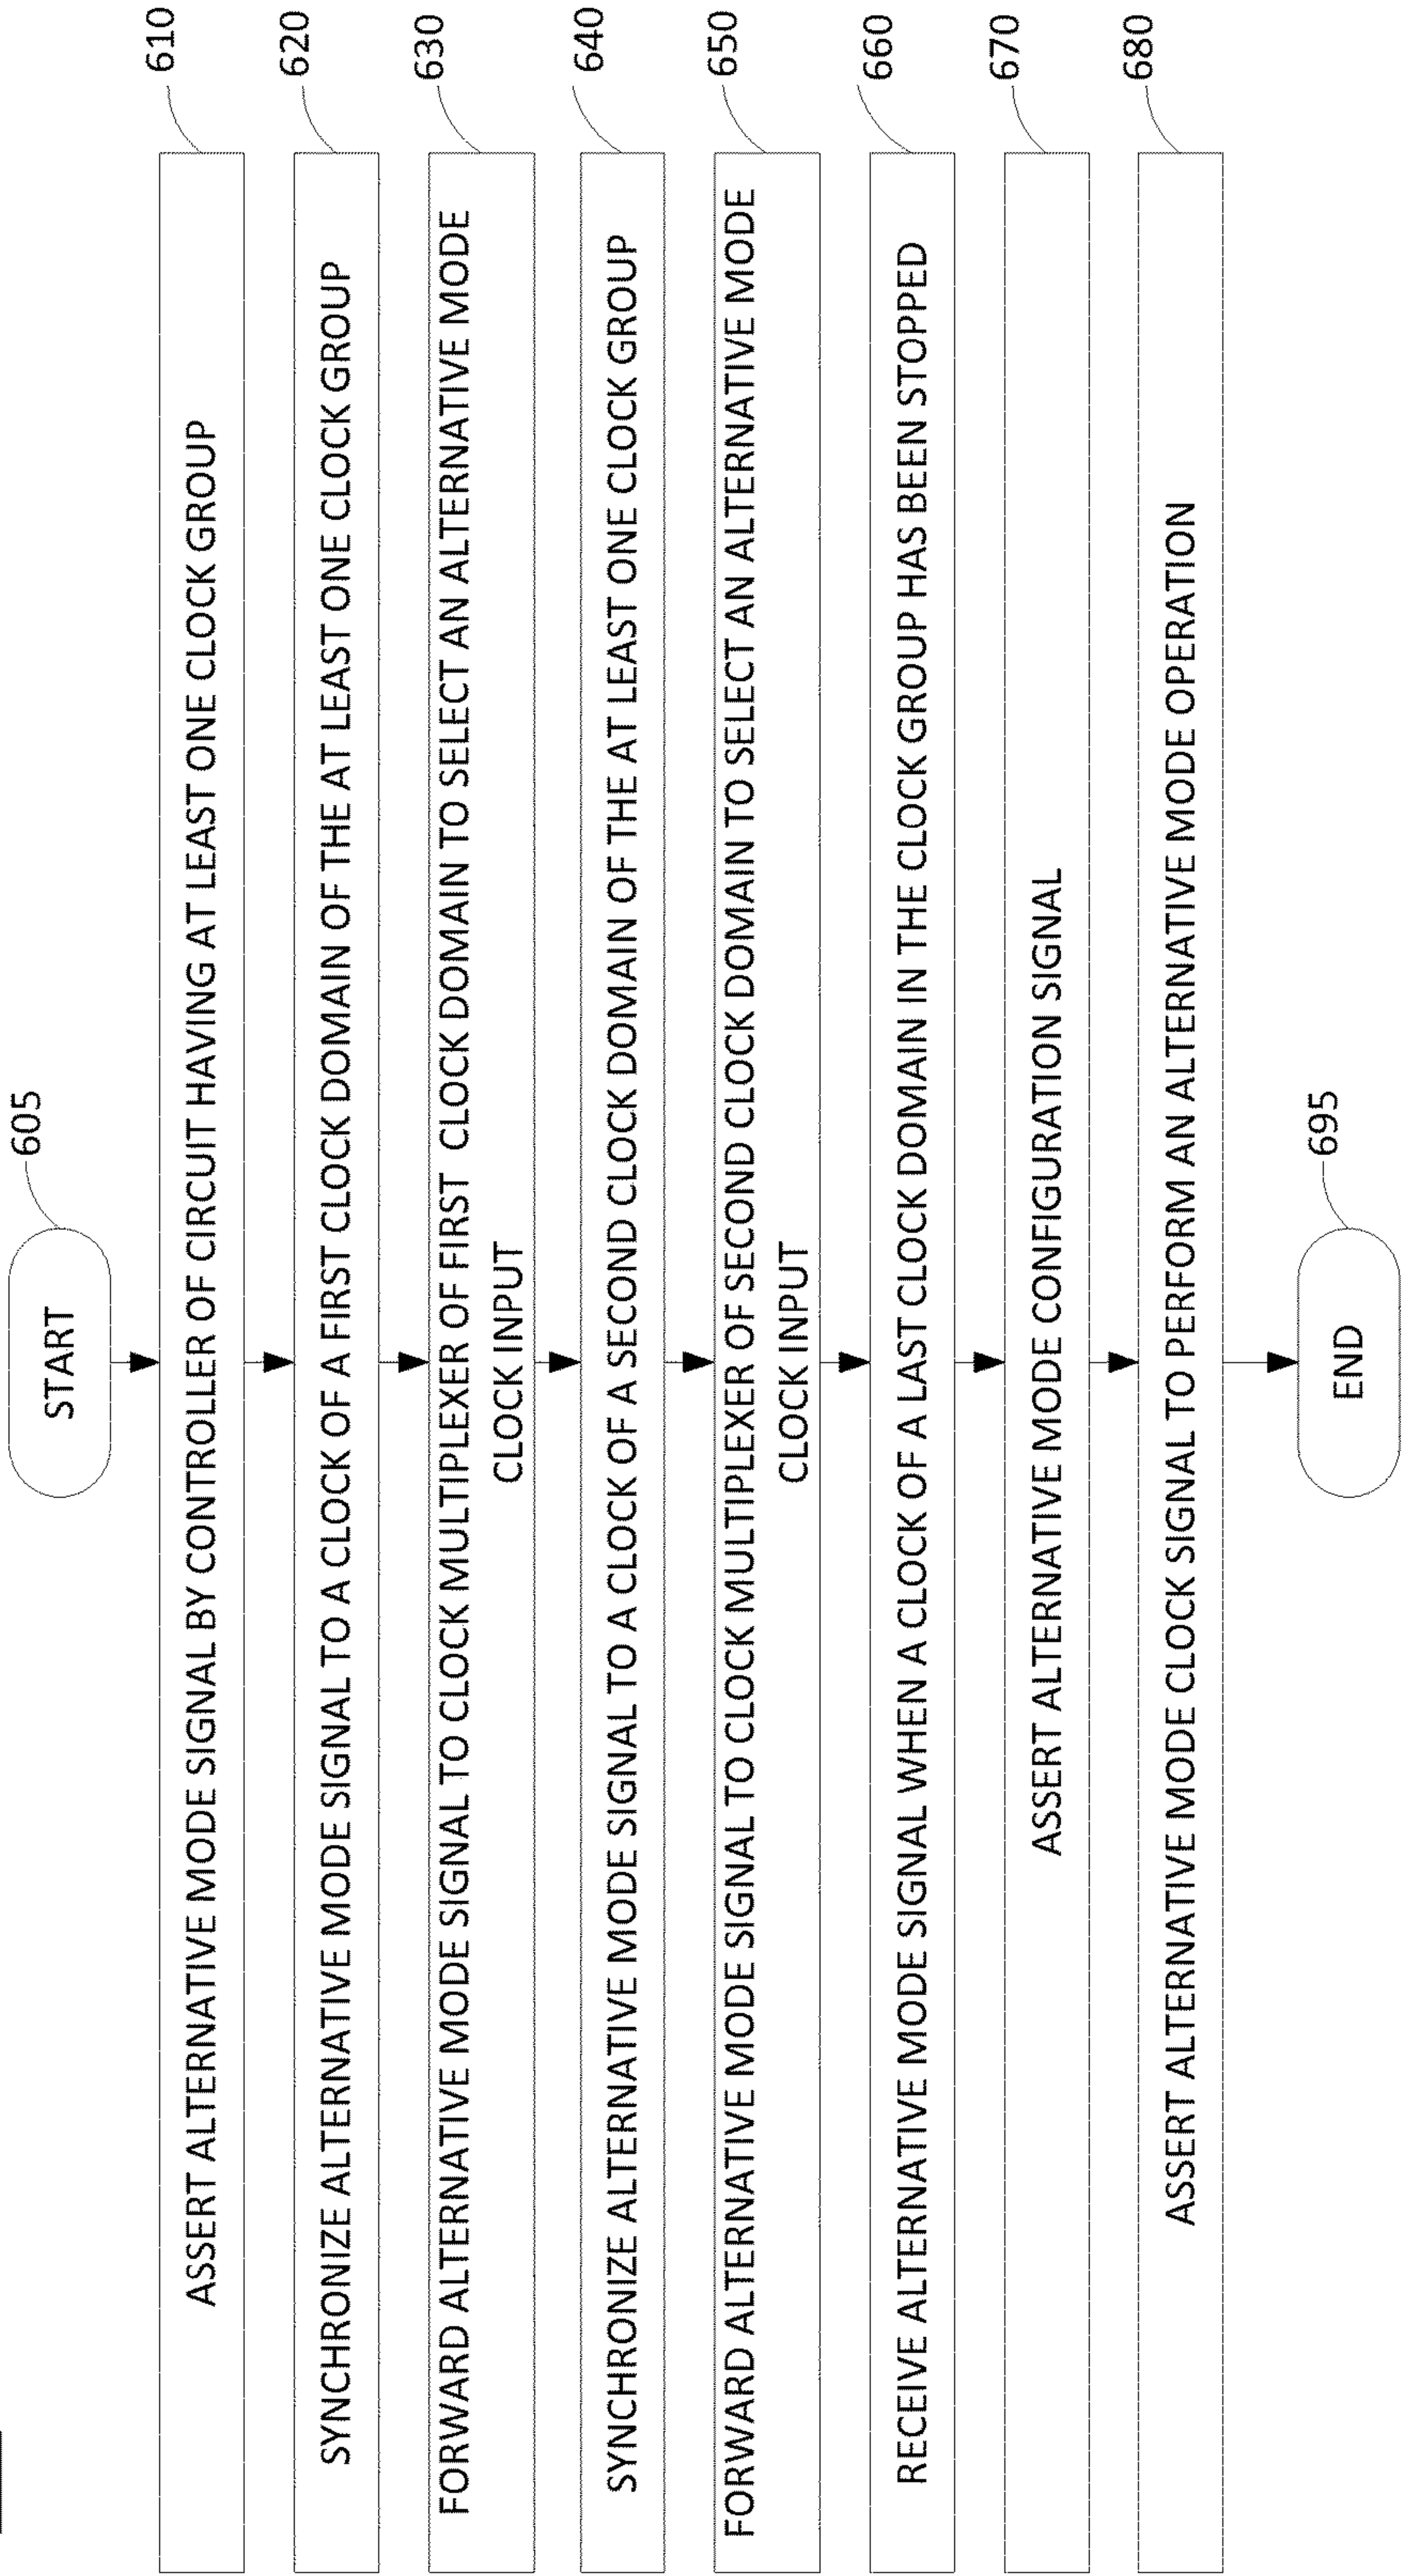 605
START
610
ASSERT ALTERNATIVE MODE SIGNAL BY CONTROLLER OF CIRCUIT HAVING AT LEAST ONE CLOCK GROUP
620
SYNCHRONIZE ALTERNATIVE MODE SIGNAL TO A CLOCK OF A FIRST CLOCK DOMAIN OF THE AT LEAST ONE CLOCK GROUP
630
FORWARD ALTERNATIVE MODE SIGNAL TO CLOCK MULTIPLEXER OF FIRST CLOCK DOMAIN TO SELECT AN ALTERNATIVE MODE
CLOCK INPUT
640
SYNCHRONIZE ALTERNATIVE MODE SIGNAL TO A CLOCK OF A SECOND CLOCK DOMAIN OF THE AT LEAST ONE CLOCK GROUP
650
FORWARD ALTERNATIVE MODE SIGNAL TO CLOCK MULTIPLEXER OF SECOND CLOCK DOMAIN TO SELECT AN ALTERNATIVE MODE
CLOCK INPUT
660
RECEIVE ALTERNATIVE MODE SIGNAL WHEN A CLOCK OF A LAST CLOCK DOMAIN IN THE CLOCK GROUP HAS BEEN STOPPED
670
ASSERT ALTERNATIVE MODE CONFIGURATION SIGNAL
680
ASSERT ALTERNATIVE MODE CLOCK SIGNAL TO PERFORM AN ALTERNATIVE MODE OPERATION
695
END